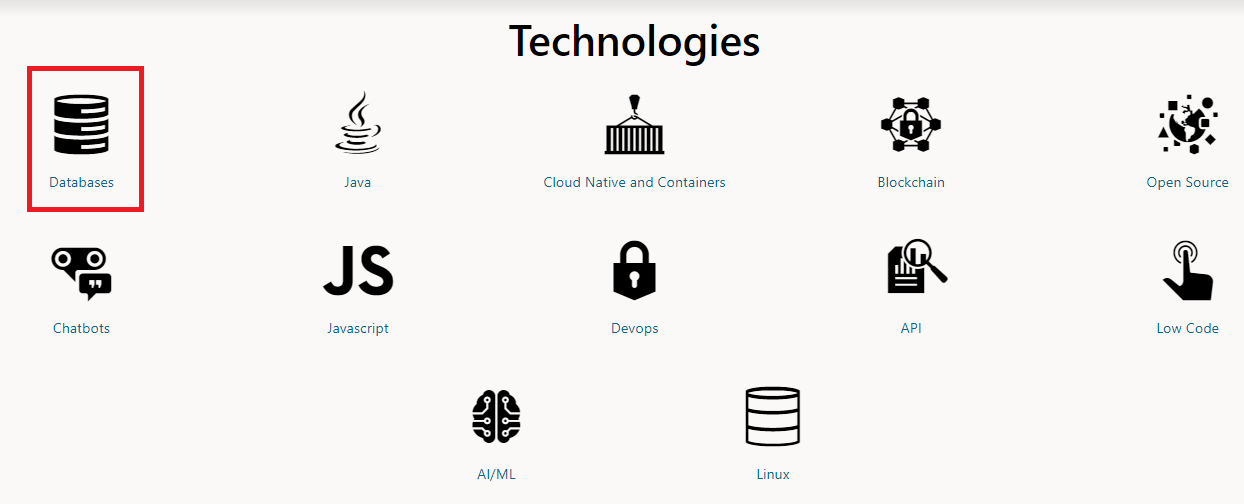 Technologies
Databases
Java
Cloud Native and Containers
Blockchain
Open Source
JS
Chatbots
Javascript
Devops
API
Low Code
AI/ML
Linux